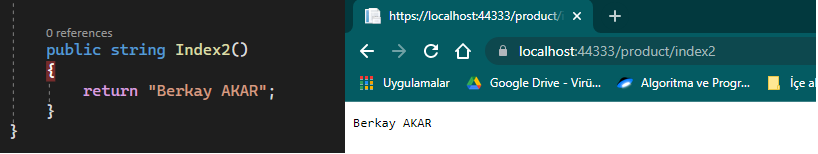 0 references
public string Index2()
{
return "Berkay AKAR";
}
}
https://localhost:44333/product/i
localhost:44333/product/index2
Uygulamalar
Google Drive - Virü...
Algoritma ve Progr...
İçe a
Berkay AKAR